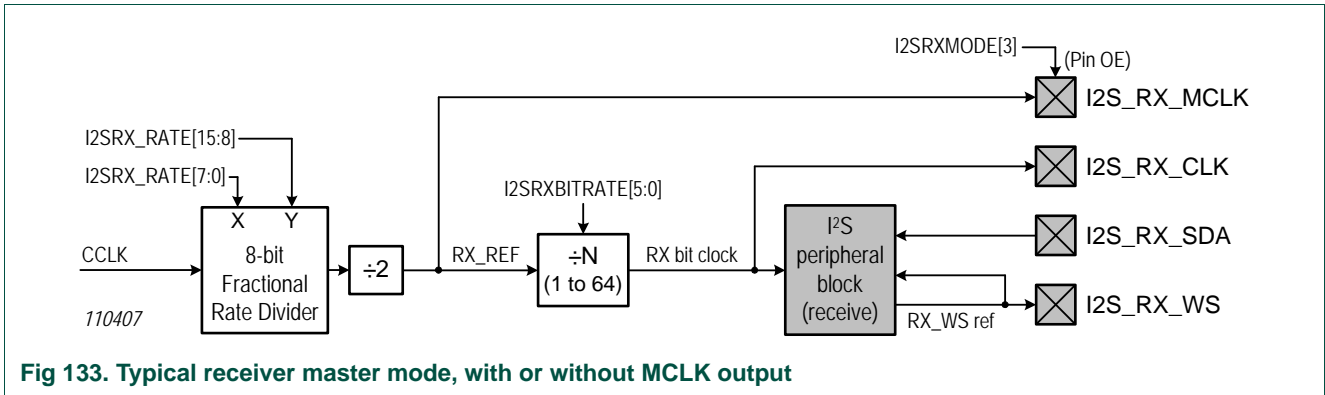 I2SRXMODE[3]
(Pin OE)
I2S_RX_MCLK
I2SRX_RATE[15:8]
I2SRX_RATE[7:0]
I2S_RX_CLK
I2SRXBITRATE[5:0]
X Y
8-bit
Fractional
Rate Divider
CCLK
÷2
RX_REF
÷N
(1 to 64)
RX bit clock
I²S
peripheral
block
(receive)
I2S_RX_SDA
RX_WS ref
I2S_RX_WS
110407
Fig 133. Typical receiver master mode, with or without MCLK output